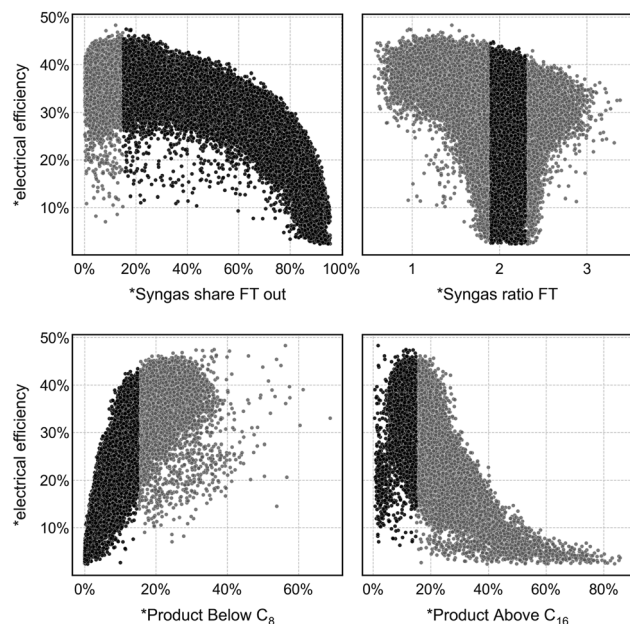 50%
40%
30%
20%
10%
*electrical efficiency
0% 20% 40% 60% 80% 100%
*Syngas share FT out
*electrical efficiency
1 2 3
*Syngas ratio FT
50%
40%
30%
20%
10%
*electrical efficiency
0% 20% 40% 60%
*Product Below C₈
0% 20% 40% 60% 80%
*Product Above C₁₆